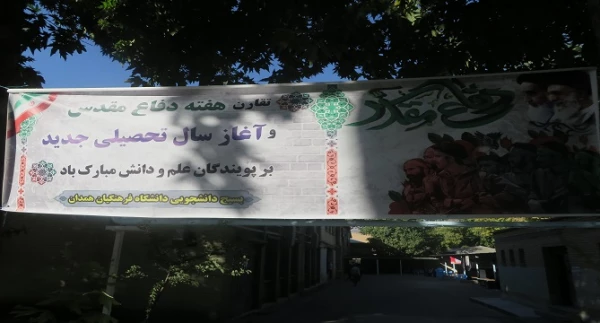 دفاع مقدس
تقارن هفته دفاع مقدس
و آغاز سال تحصیلی جدید
بر پویندگان علم و دانش مبارک باد
بسیج دانشجویی دانشگاه فرهنگیان همدان